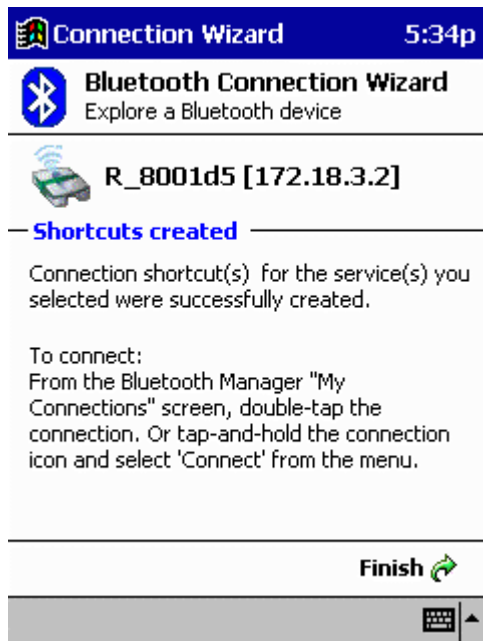 Connection Wizard 5:34p
Bluetooth Connection Wizard
Explore a Bluetooth device
R_8001d5 [172.18.3.2]
Shortcuts created
Connection shortcut(s) for the service(s) you
selected were successfully created.
To connect:
From the Bluetooth Manager "My
Connections" screen, double-tap the
connection. Or tap-and-hold the connection
icon and select 'Connect' from the menu.
Finish